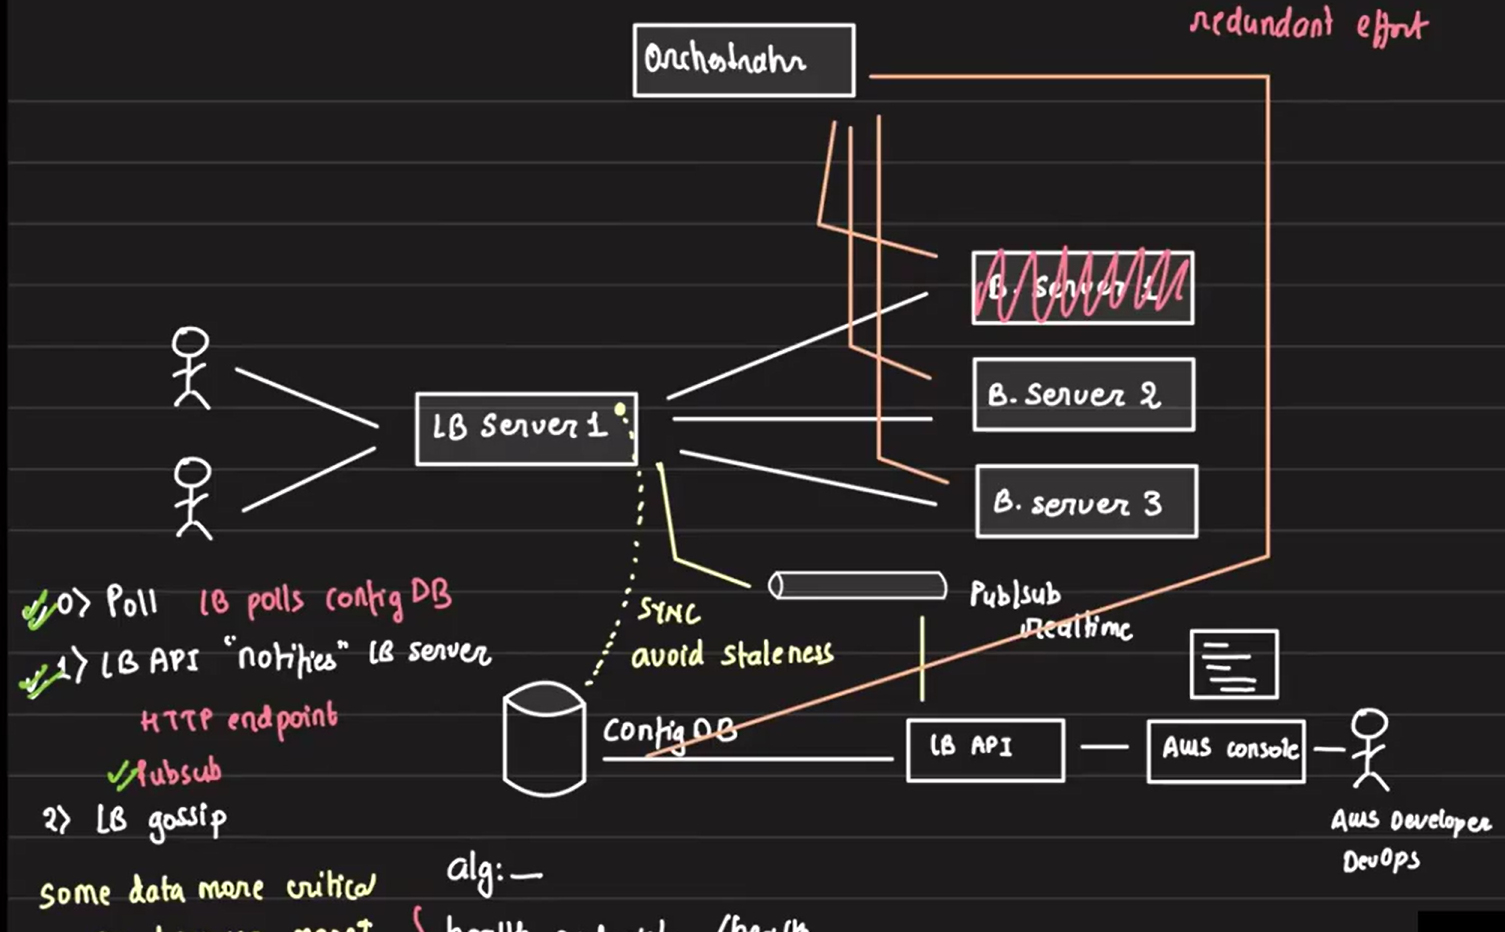 redundant effort
Orchestrator
B. Server 1
B. Server 2
LB Server 1
B. Server 3
0> Poll LB polls config DB
Pub|sub
Realtime
SYNC
avoid staleness
1> LB API "notifies" LB server
HTTP endpoint
Config DB
LB API
AWS console
Pubsub
2> LB gossip
AWS Developer
DevOps
alg:—
some data more critical